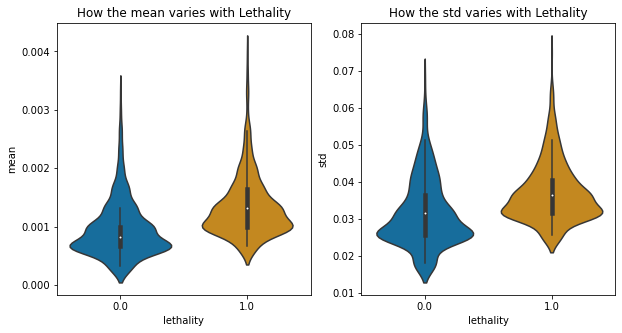 How the mean varies with Lethality
0.004
0.003
0.002
0.001
0.000
mean
0.0
1.0
lethality
How the std varies with Lethality
0.08
0.07
0.06
0.05
0.04
0.03
0.02
0.01
std
0.0
1.0
lethality